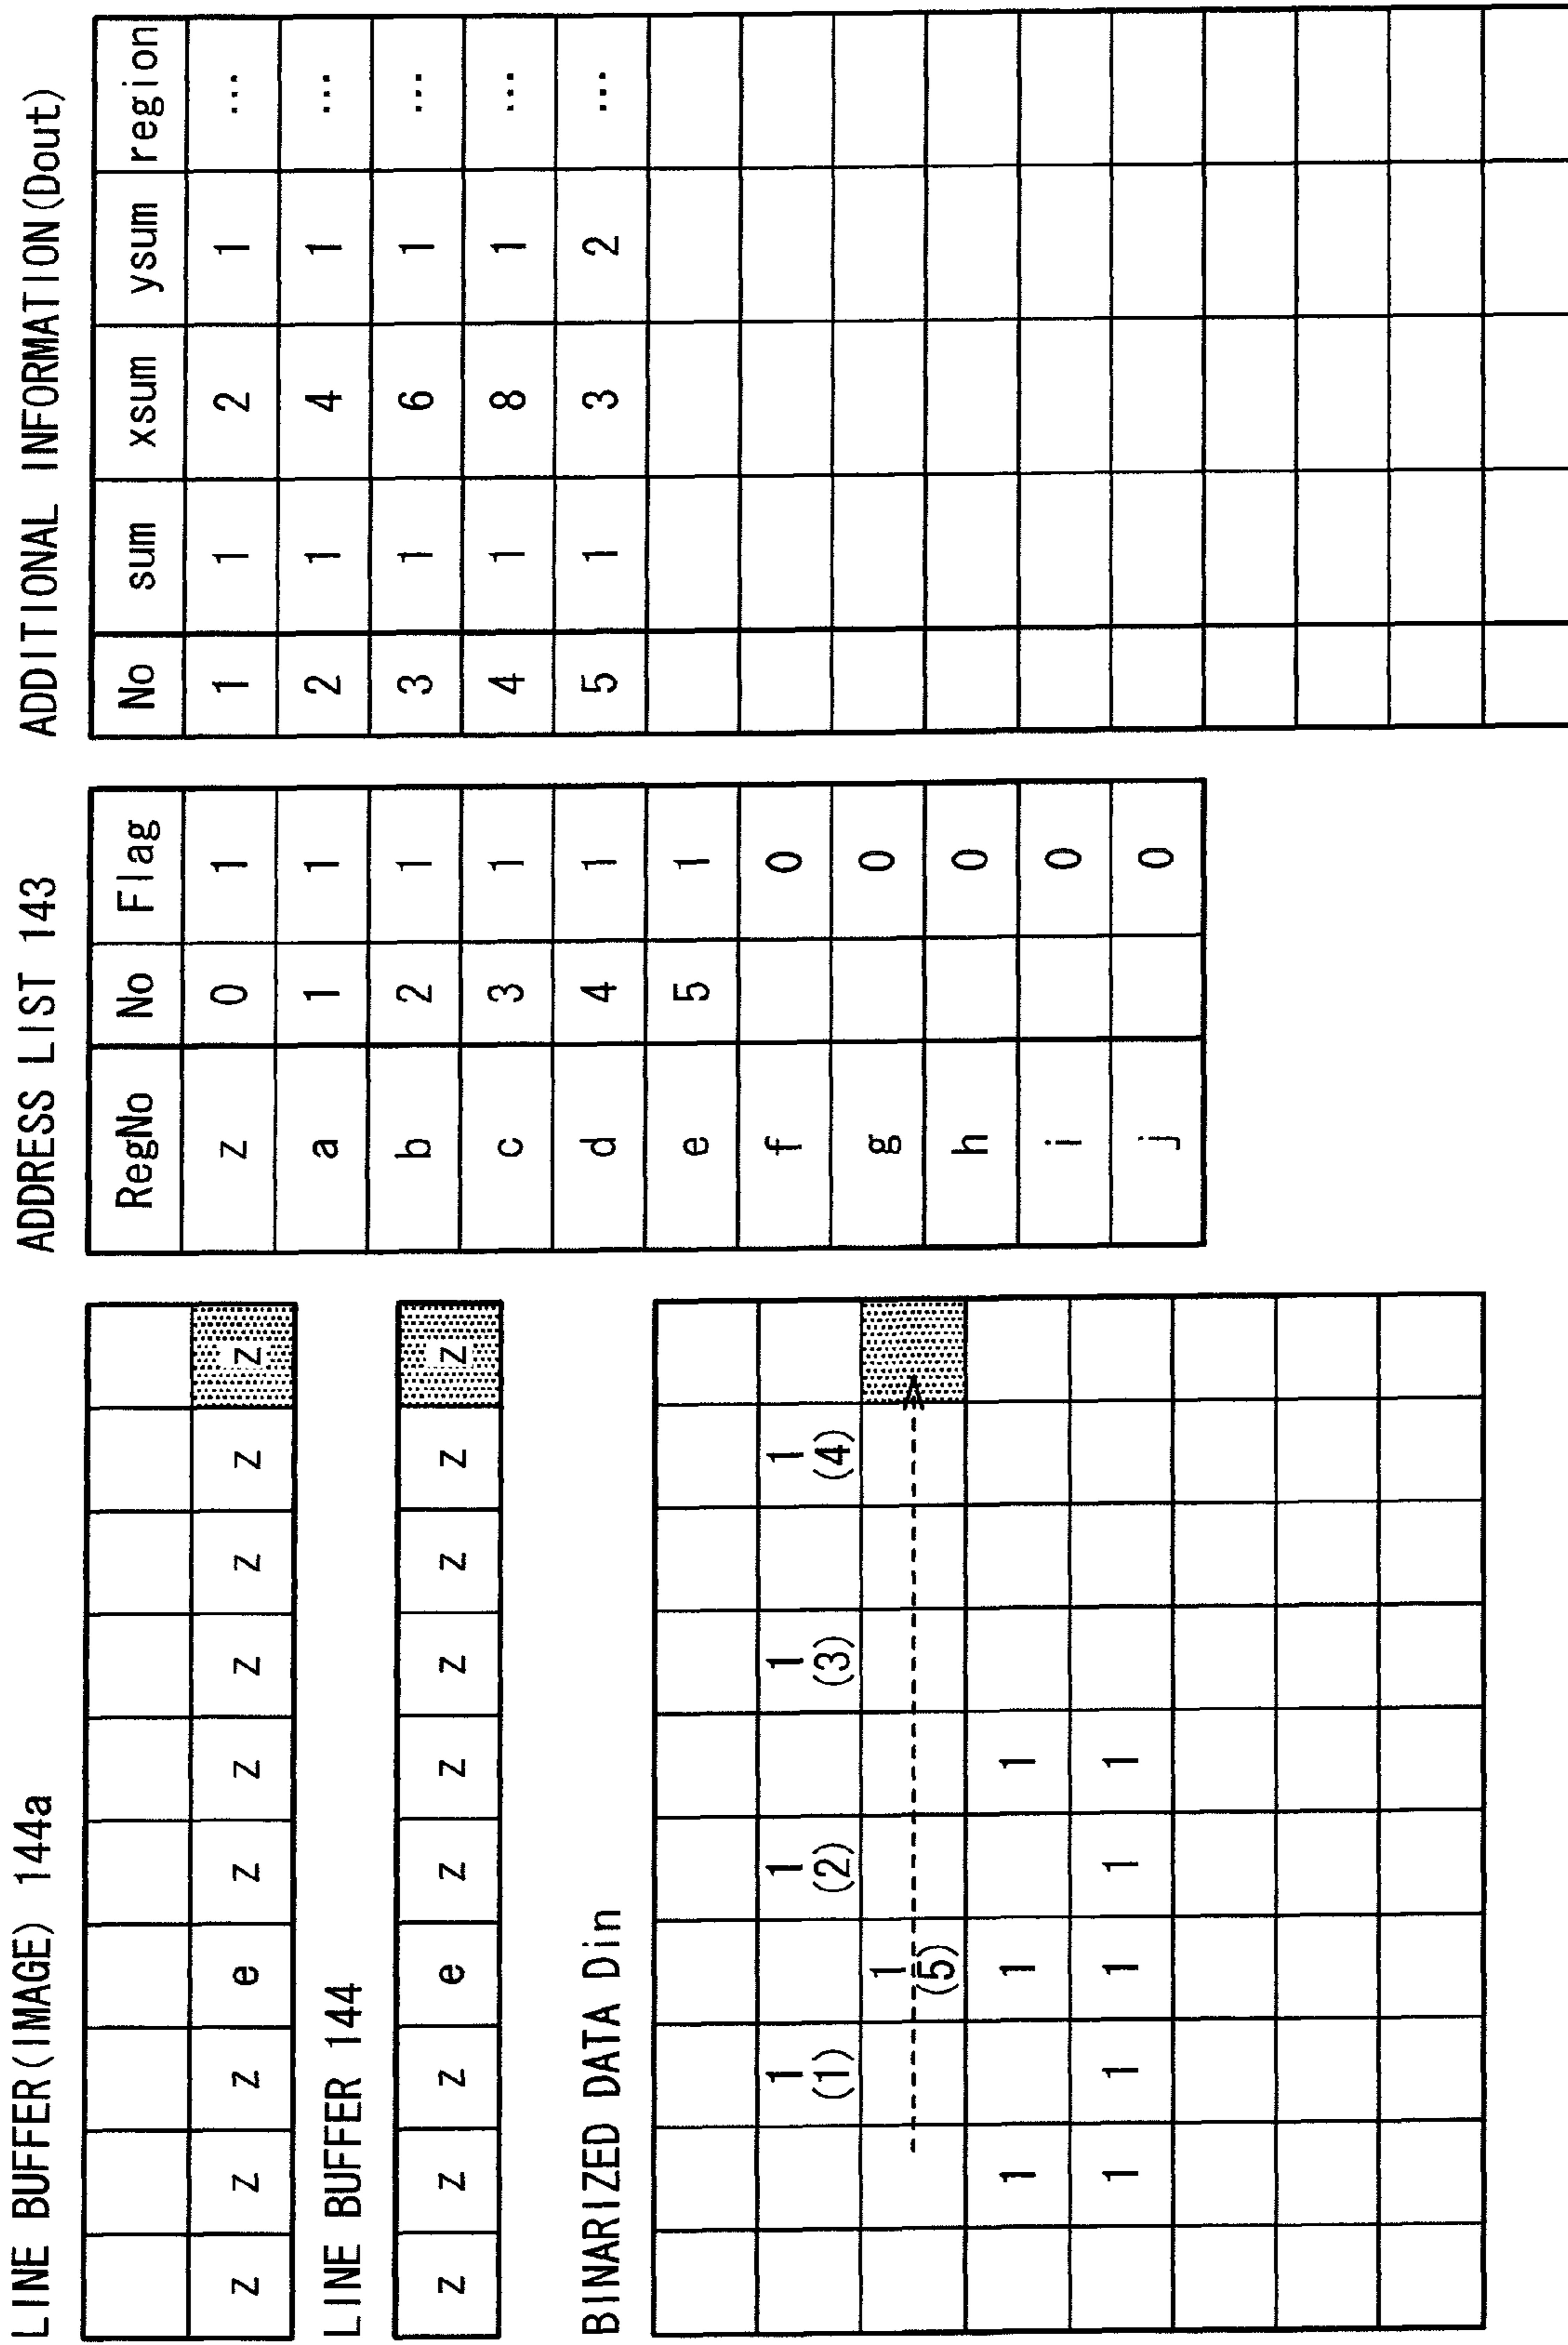 LINE BUFFER(IMAGE) 144a
z z z e z z z z z z
LINE BUFFER 144
z z z e z z z z z z
BINARIZED DATA Din
1 1 1 1
(1) (2) (3) (4)
1
(5)
1 1 1
1 1 1 1 1
ADDRESS LIST 143
RegNo No Flag
z 0 1
a 1 1
b 2 1
c 3 1
d 4 1
e 5 1
f 0
g 0
h 0
i 0
j 0
ADDITIONAL INFORMATION(Dout)
No sum xsum ysum region
1 1 2 1 ...
2 1 4 1 ...
3 1 6 1 ...
4 1 8 1 ...
5 1 3 2 ...